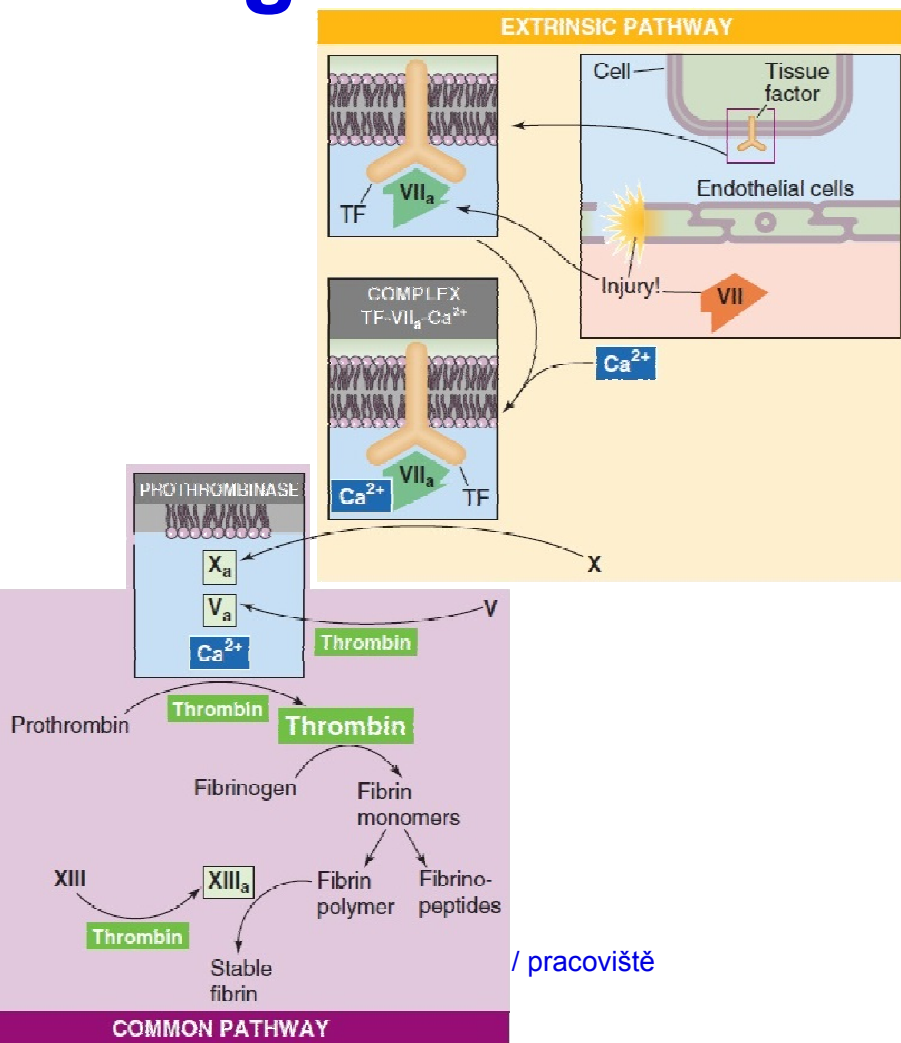 g
EXTRINSIC PATHWAY
Cell
Tissue
factor
Endothelial cells
Injury!
VII
TF
VIIa
COMPLEX
TF-VIIa-Ca2+
Ca2+
Ca2+
VIIa
TF
X
PROTHROMBINASE
Xa
Va
Ca2+
V
Thrombin
Prothrombin
Thrombin
Thrombin
Fibrinogen
Fibrin
monomers
XIII
XIIIa
Thrombin
Fibrin
polymer
Fibrino-
peptides
Stable
fibrin
/ pracoviště
COMMON PATHWAY